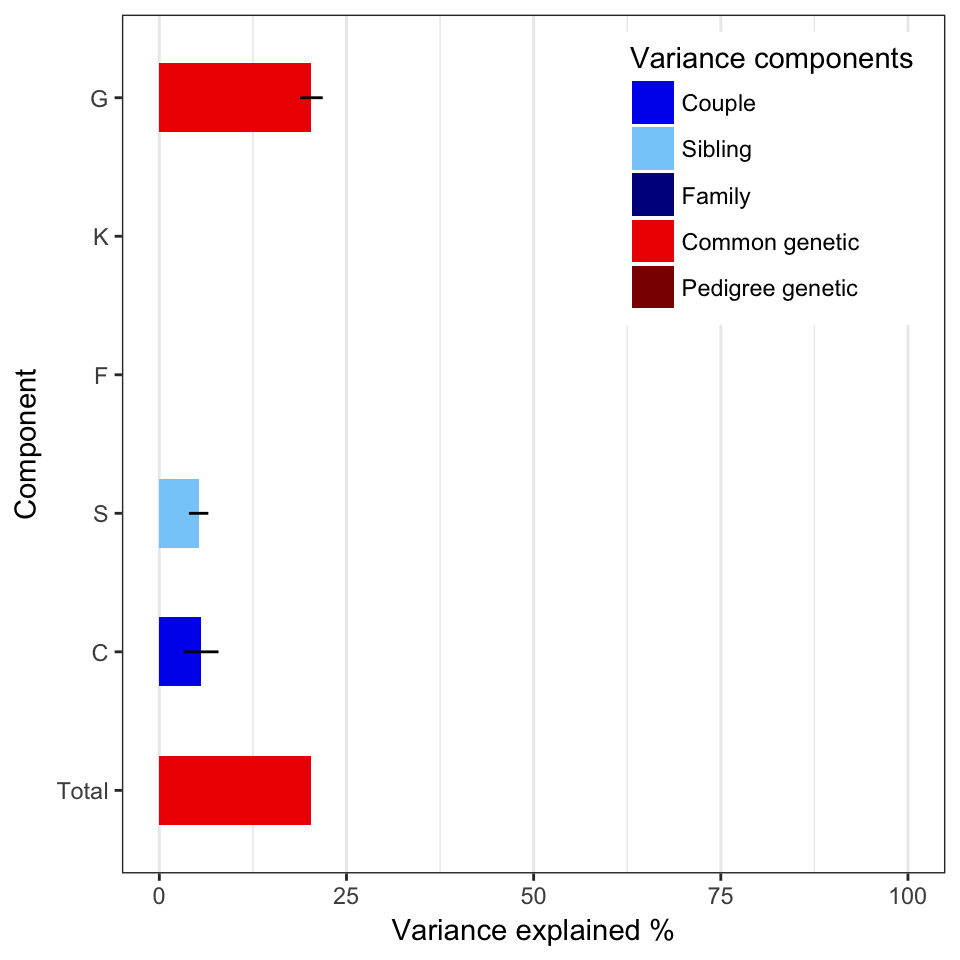 Variance components
Couple
Sibling
Family
Common genetic
Pedigree genetic
Component
G
K
F
S
C
Total
0 25 50 75 100
Variance explained %